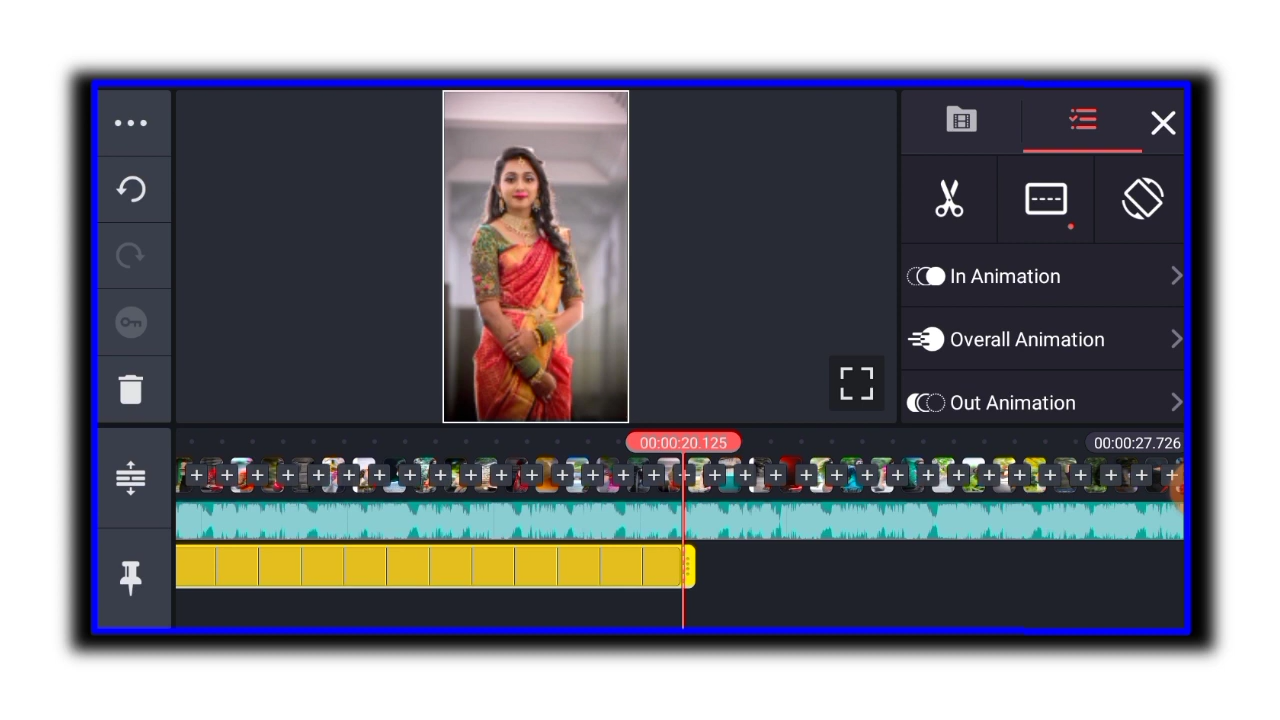 In Animation
Overall Animation
Out Animation
00:00:20.125
00:00:27.726